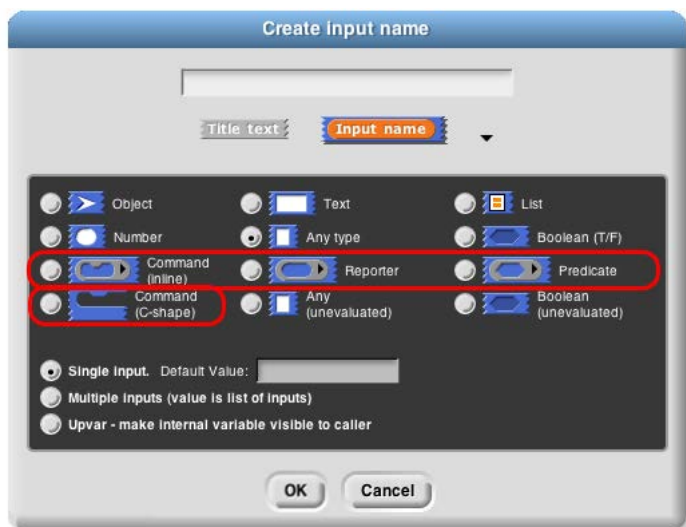 Create input name
Title text Input name
Object Text List
Number Any type Boolean (T/F)
Command (inline) Reporter Predicate
Command (C-shape) Any (unevaluated) Boolean (unevaluated)
Single input. Default Value:
Multiple inputs (value is list of inputs)
Upvar - make internal variable visible to caller
OK Cancel